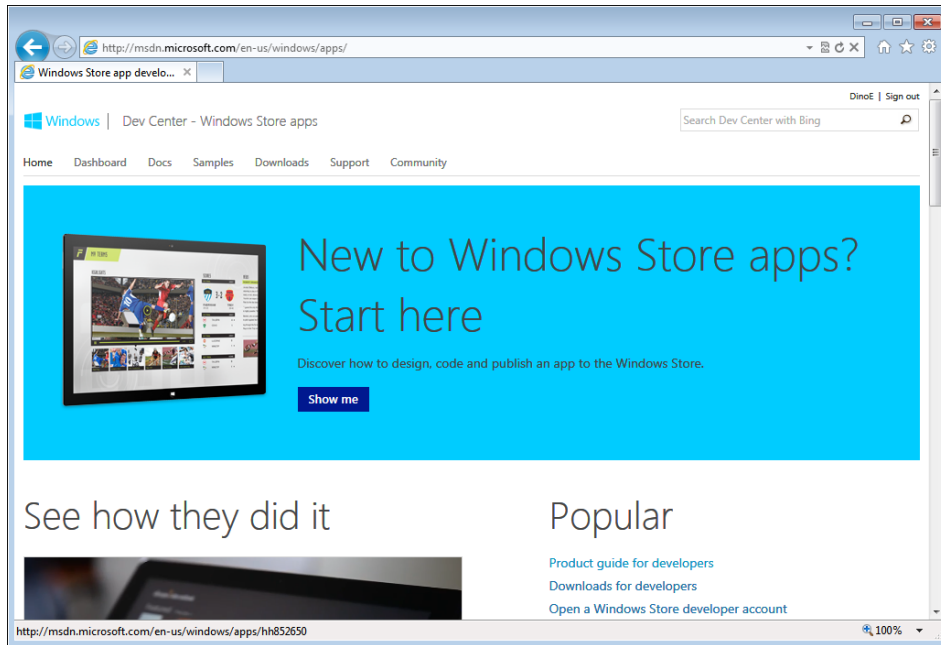 http://msdn.microsoft.com/en-us/windows/apps/
Windows Store app develo...
DinoE | Sign out
Windows | Dev Center - Windows Store apps
Search Dev Center with Bing
Home Dashboard Docs Samples Downloads Support Community
MY TEAMS
New to Windows Store apps?
Start here
Discover how to design, code and publish an app to the Windows Store.
Show me
See how they did it
Popular
Product guide for developers
Downloads for developers
Open a Windows Store developer account
http://msdn.microsoft.com/en-us/windows/apps/hh852650
100%